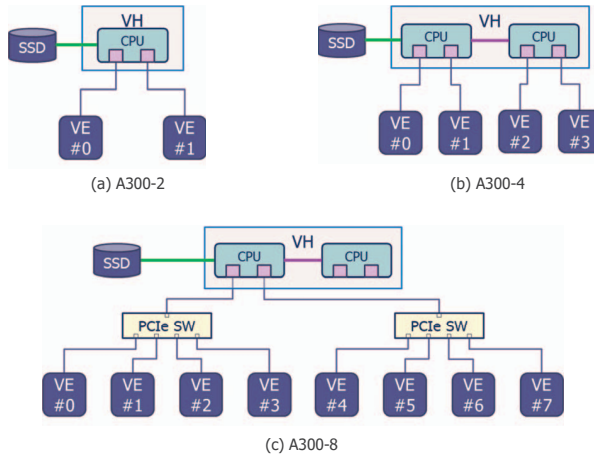 VH
SSD
CPU
VE #0
VE #1
(a) A300-2
VH
SSD
CPU
CPU
VE #0
VE #1
VE #2
VE #3
(b) A300-4
VH
SSD
CPU
CPU
PCIe SW
PCIe SW
VE #0
VE #1
VE #2
VE #3
VE #4
VE #5
VE #6
VE #7
(c) A300-8